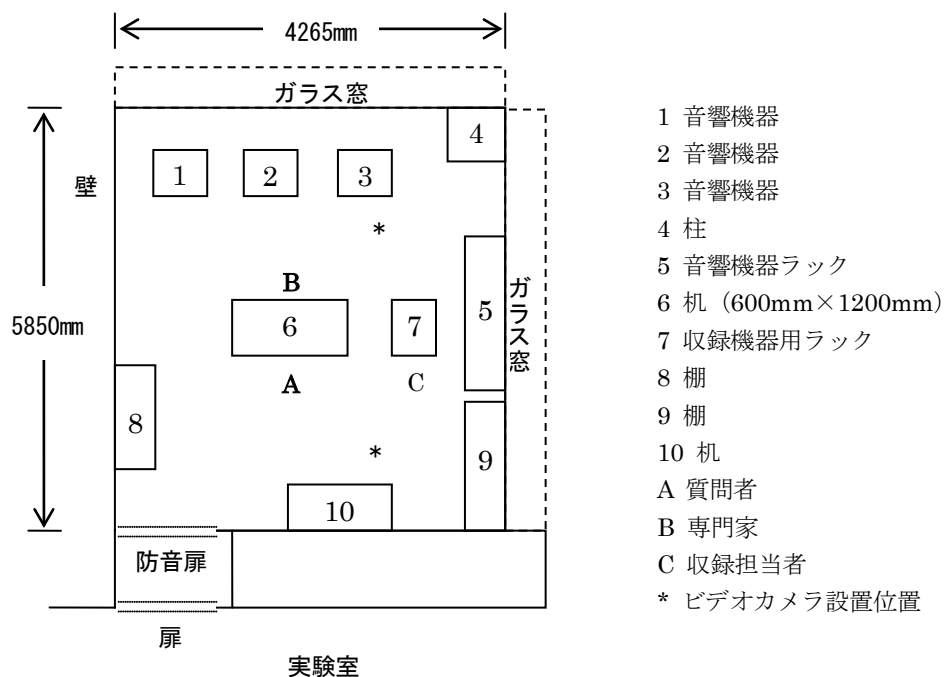 4265mm
ガラス窓
4
1
2
3
壁
*
B
6
7
5
ガラス窓
5850mm
A
C
8
*
9
10
防音扉
扉
実験室
1 音響機器
2 音響機器
3 音響機器
4 柱
5 音響機器ラック
6 机（600mm×1200mm）
7 収録機器用ラック
8 棚
9 棚
10 机
A 質問者
B 専門家
C 収録担当者
* ビデオカメラ設置位置